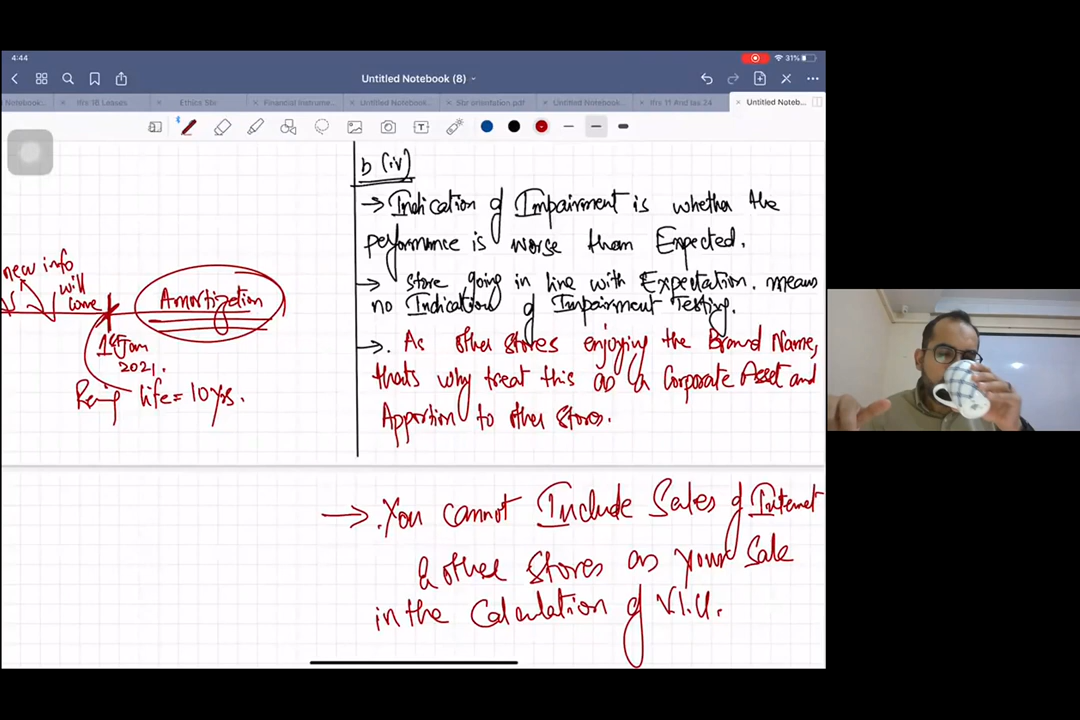 4:44
31%
Untitled Notebook (8)
Notebook
Ifrs 16 Leases
Ethics Sbr
Financial Instrume...
Untitled Notebook
Sbr orientation.pdf
Untitled Notebook
Ifrs 11 And Ias 24
Untitled Noteb...
b (iv)
→ Indication of Impairment is whether the
performance is worse than Expected.
→ store going in line with Expectation. means
no Indication of Impairment Testing.
→. As other stores enjoying the Brand Name,
thats why treat this as a Corporate Asset and
Apportion to other stores.
new info
will
come
Amortization
1st Jan
2021.
life = 10 yrs.
→ .You cannot Include Sales of Internet
& other Stores as your Sale
in the Calculation of V.I.U.